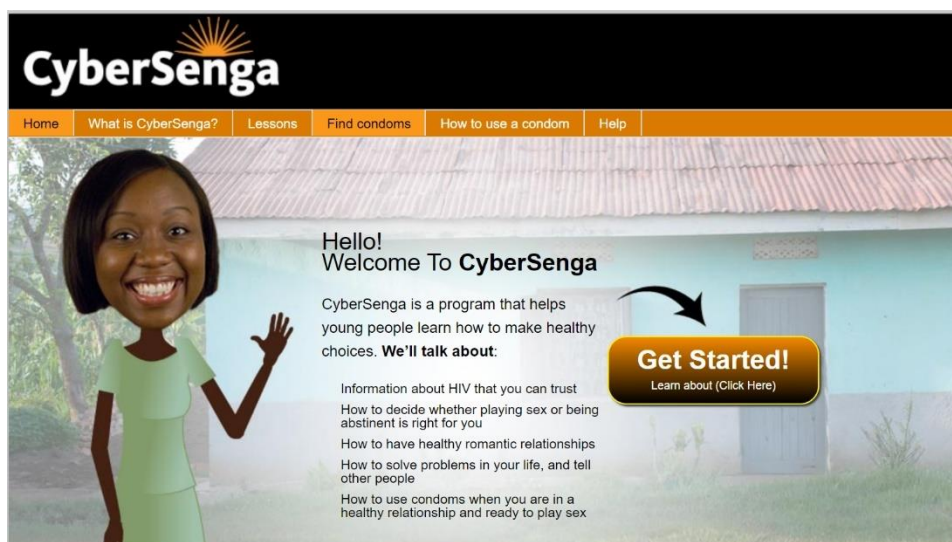 CyberSenga
Home What is CyberSenga? Lessons Find condoms How to use a condom Help
Hello!
Welcome To CyberSenga
CyberSenga is a program that helps
young people learn how to make healthy
choices. We'll talk about:
Information about HIV that you can trust
How to decide whether playing sex or being
abstinent is right for you
How to have healthy romantic relationships
How to solve problems in your life, and tell
other people
How to use condoms when you are in a
healthy relationship and ready to play sex
Get Started!
Learn about (Click Here)